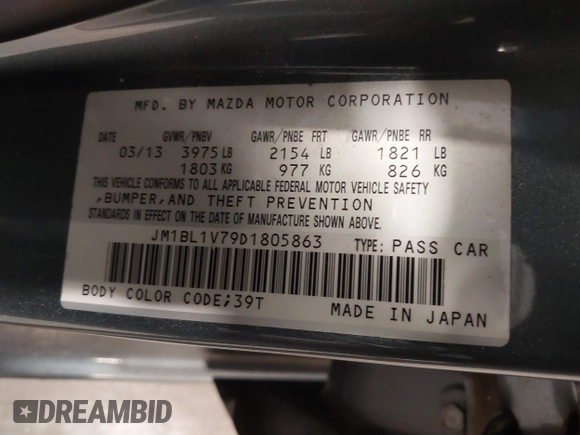 MFD. BY MAZDA MOTOR CORPORATION
DATE GVWR/PNBV GAWR/PNBE FRT GAWR/PNBE RR
03/13 3975 LB 2154 LB 1821 LB
1803 KG 977 KG 826 KG
THIS VEHICLE CONFORMS TO ALL APPLICABLE FEDERAL MOTOR VEHICLE SAFETY
,BUMPER,AND THEFT PREVENTION
STANDARDS IN EFFECT ON THE DATE OF MANUFACTURE SHOWN ABOVE.
JM1BL1V79D1805863 TYPE: PASS CAR
BODY COLOR CODE;39T MADE IN JAPAN
DREAMBID